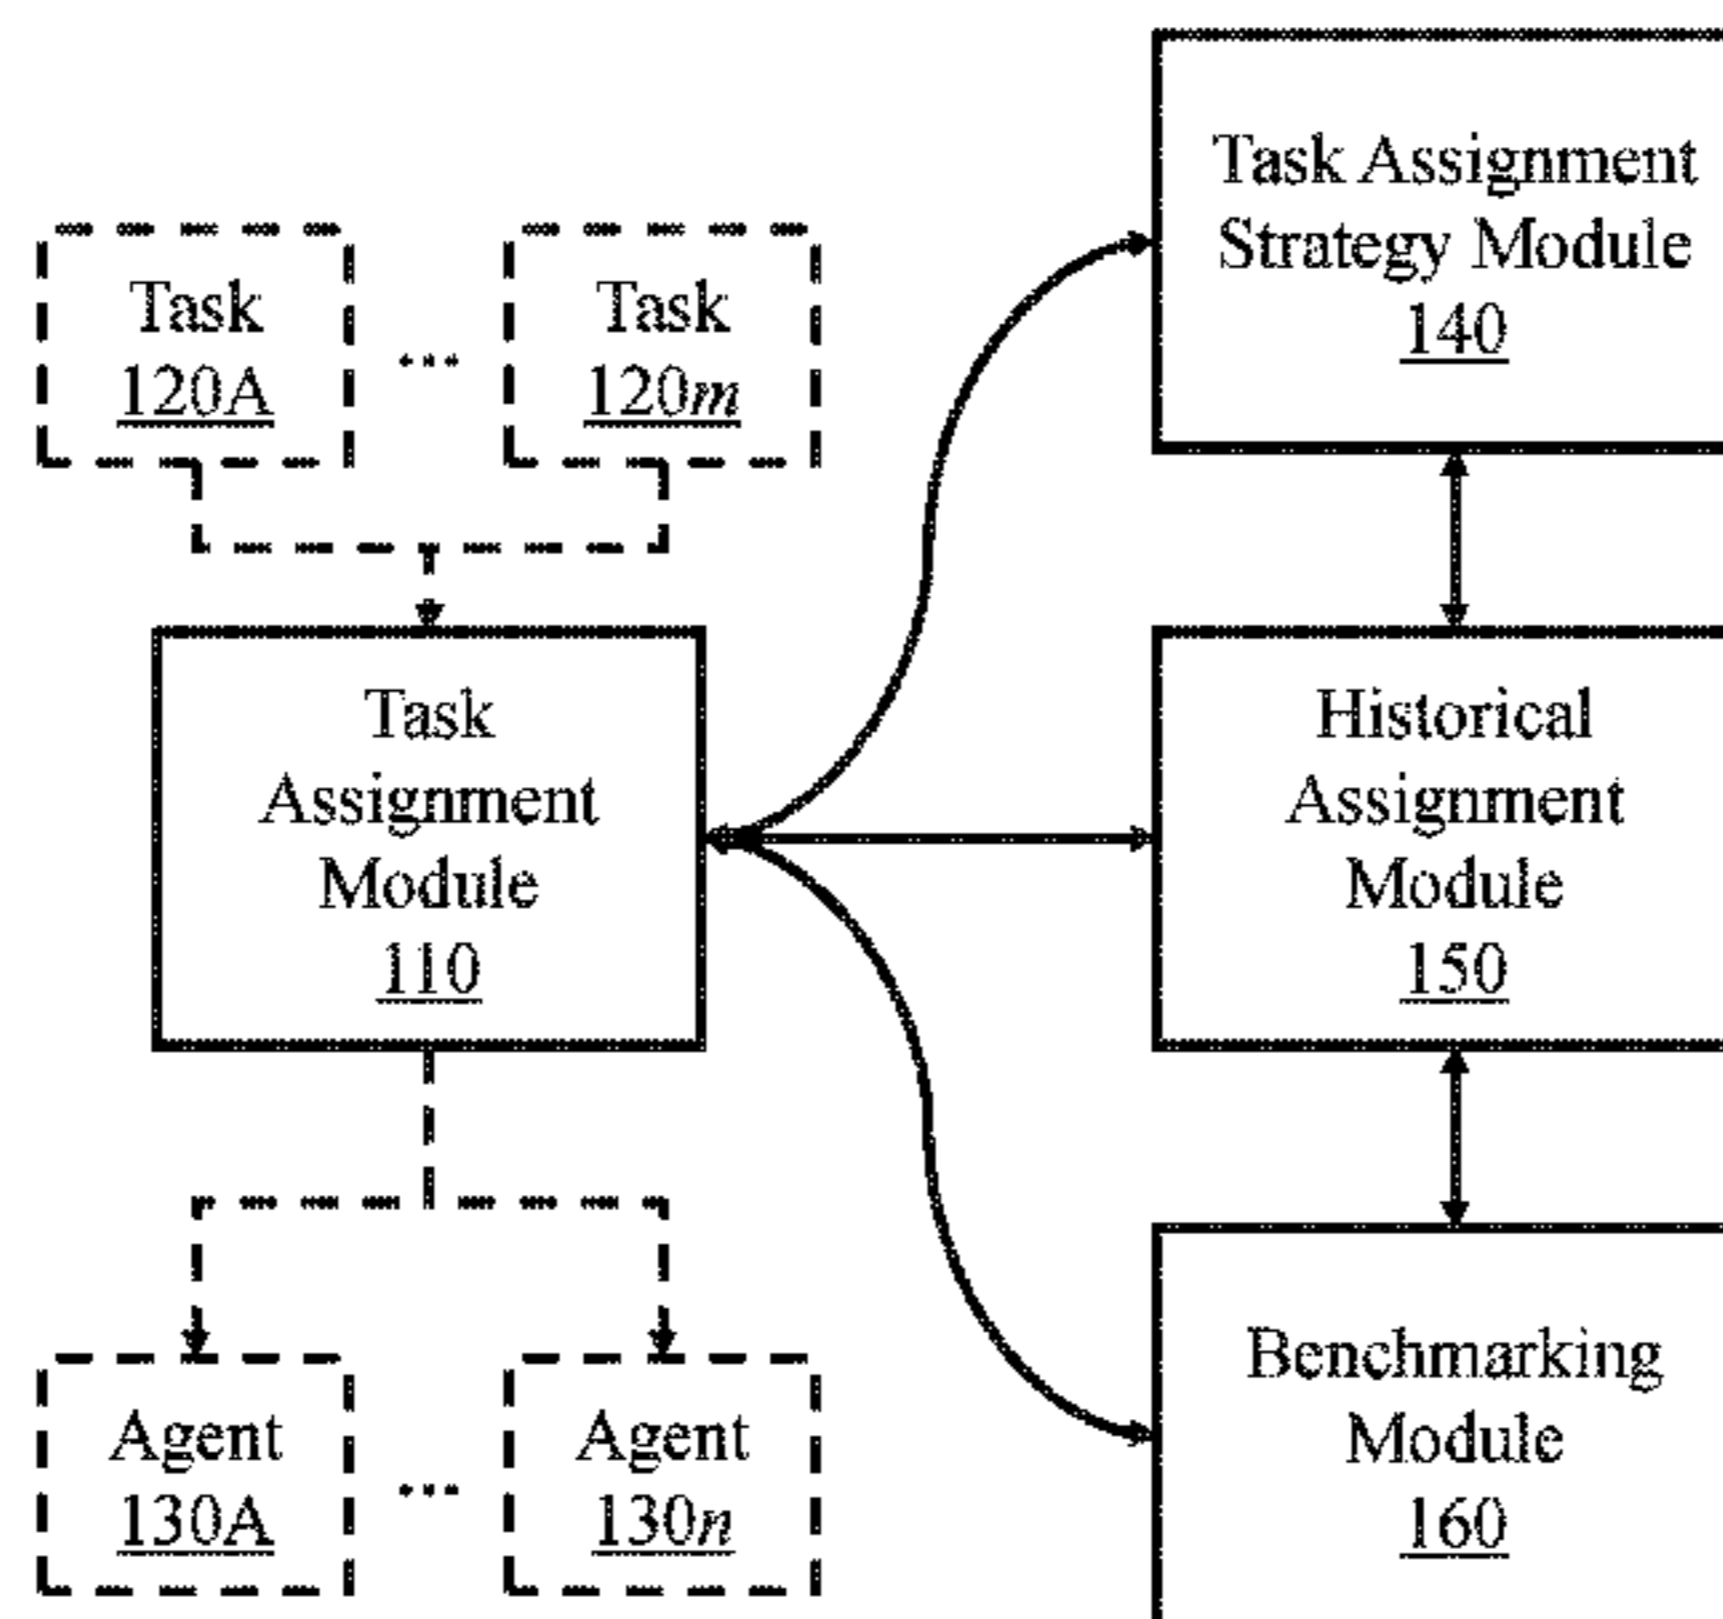 Task Assignment
Strategy Module
140
Task
120A
...
Task
120m
Task
Assignment
Module
110
Historical
Assignment
Module
150
Agent
130A
...
Agent
130n
Benchmarking
Module
160